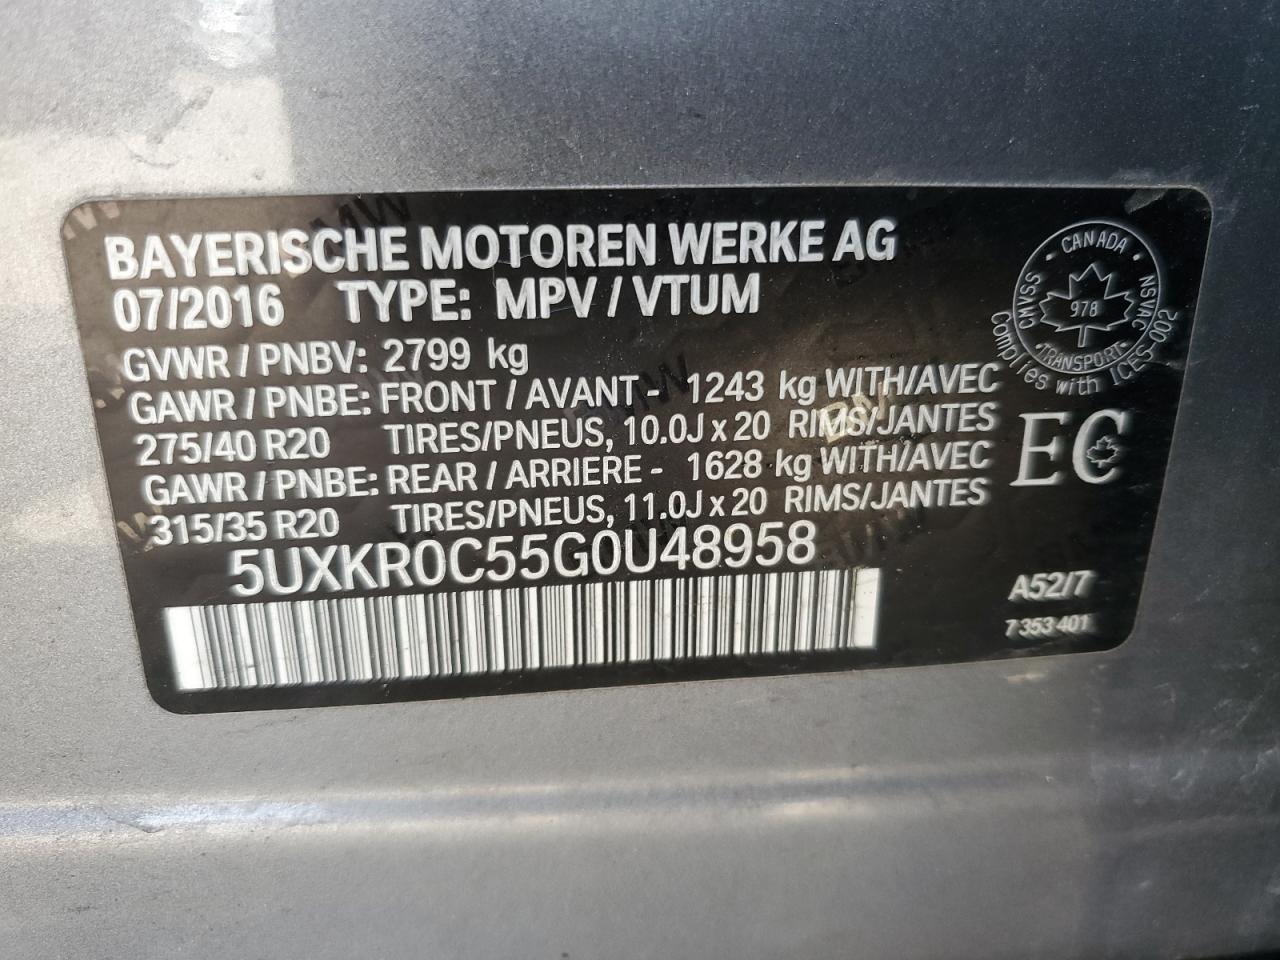 BAYERISCHE MOTOREN WERKE AG
07/2016 TYPE: MPV / VTUM
GVWR / PNBV: 2799 kg
GAWR / PNBE: FRONT / AVANT - 1243 kg WITH/AVEC
275/40 R20 TIRES/PNEUS, 10.0J x 20 RIMS/JANTES
GAWR / PNBE: REAR / ARRIERE - 1628 kg WITH/AVEC
315/35 R20 TIRES/PNEUS, 11.0J x 20 RIMS/JANTES
5UXKR0C55G0U48958
CANADA
CMVSS
NSVAC
978
·TRANSPORT·
Complies with ICES-002
EC
A52/7
7 353 401